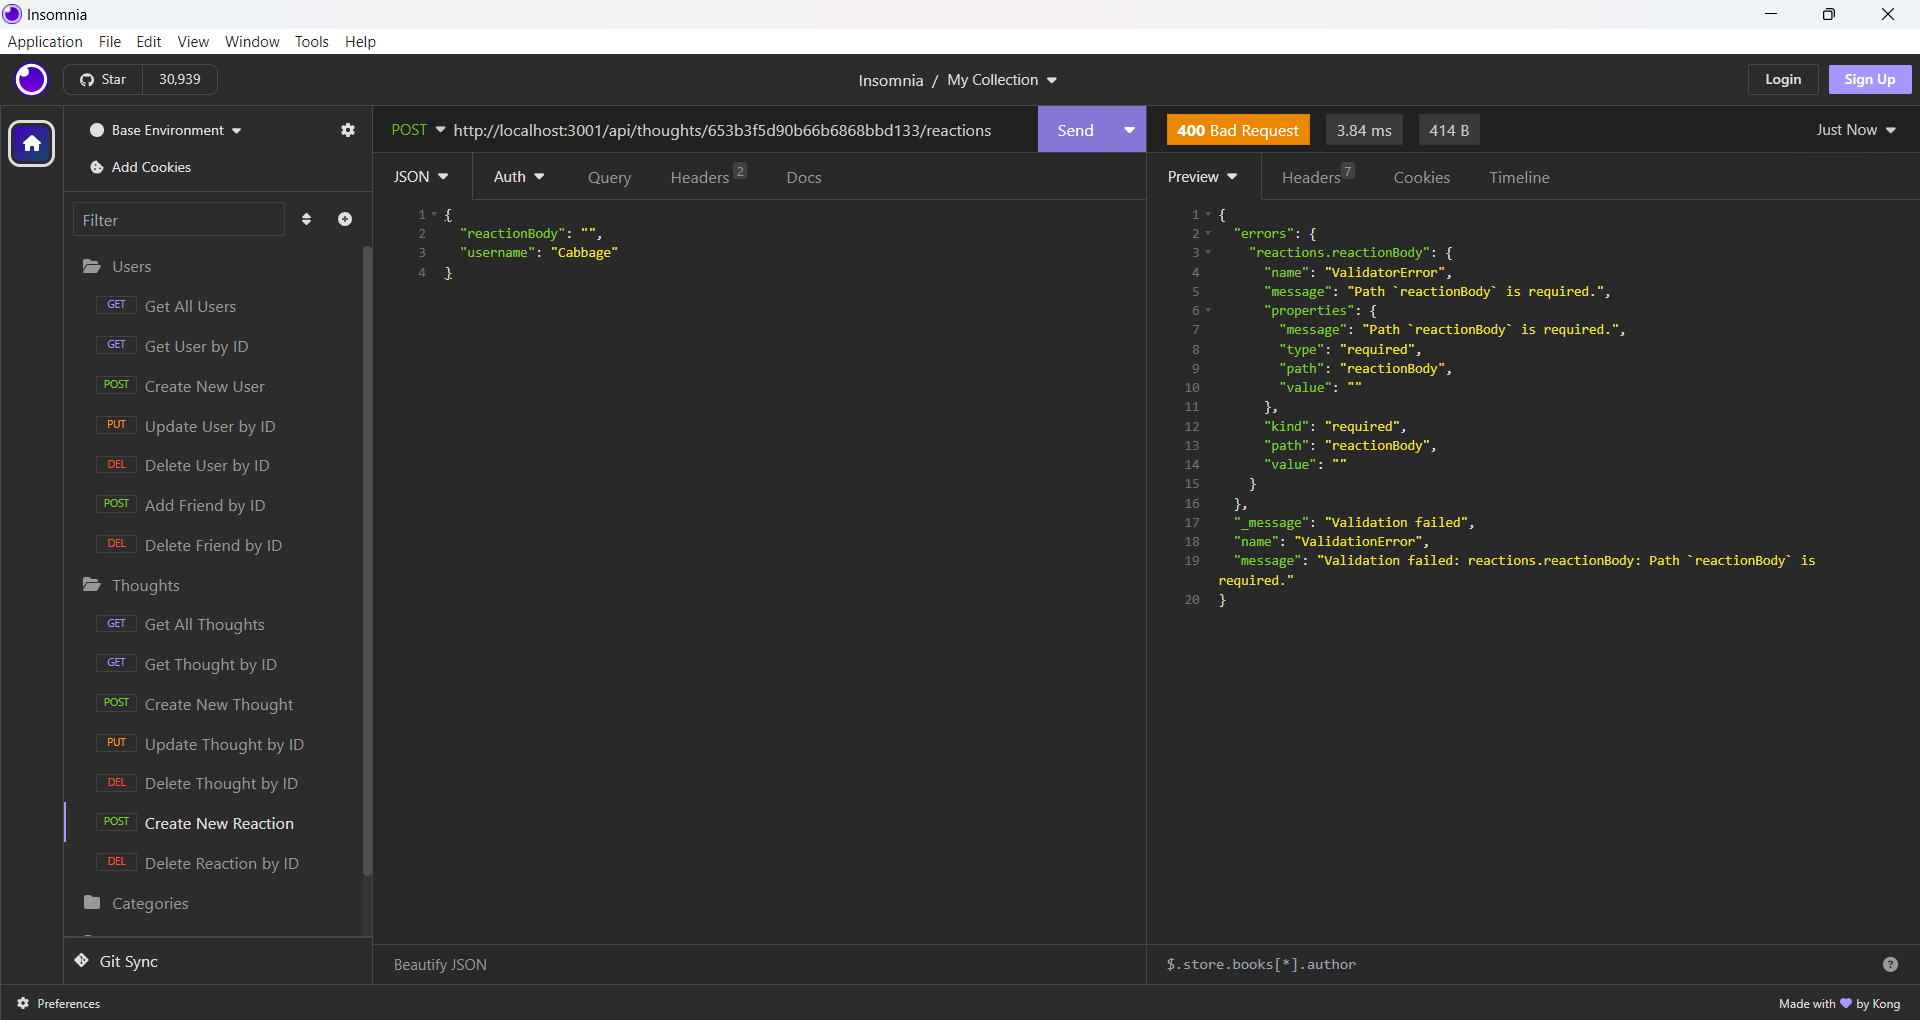 Insomnia
Application File Edit View Window Tools Help
Star 30,939
Insomnia / My Collection
Login Sign Up
Base Environment
Add Cookies
Filter
Users
GET Get All Users
GET Get User by ID
POST Create New User
PUT Update User by ID
DEL Delete User by ID
POST Add Friend by ID
DEL Delete Friend by ID
Thoughts
GET Get All Thoughts
GET Get Thought by ID
POST Create New Thought
PUT Update Thought by ID
DEL Delete Thought by ID
POST Create New Reaction
DEL Delete Reaction by ID
Categories
Git Sync
POST http://localhost:3001/api/thoughts/653b3f5d90b66b6868bbd133/reactions Send
JSON Auth Query Headers 2 Docs
1 {
2 "reactionBody": "",
3 "username": "Cabbage"
4 }
Beautify JSON
400 Bad Request 3.84 ms 414 B Just Now
Preview Headers 7 Cookies Timeline
1 {
2 "errors": {
3 "reactions.reactionBody": {
4 "name": "ValidatorError",
5 "message": "Path `reactionBody` is required.",
6 "properties": {
7 "message": "Path `reactionBody` is required.",
8 "type": "required",
9 "path": "reactionBody",
10 "value": ""
11 },
12 "kind": "required",
13 "path": "reactionBody",
14 "value": ""
15 }
16 },
17 "_message": "Validation failed",
18 "name": "ValidationError",
19 "message": "Validation failed: reactions.reactionBody: Path `reactionBody` is
required."
20 }
$.store.books[*].author ?
Preferences
Made with 💜 by Kong